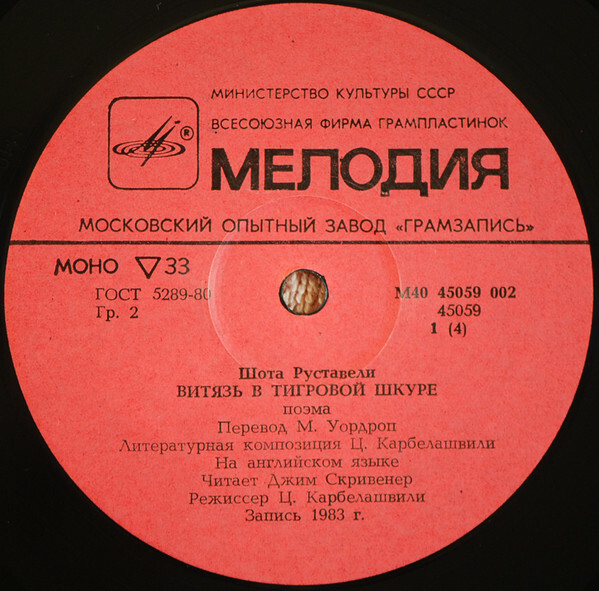 МИНИСТЕРСТВО КУЛЬТУРЫ СССР
ВСЕСОЮЗНАЯ ФИРМА ГРАМПЛАСТИНОК
®
МЕЛОДИЯ
МОСКОВСКИЙ ОПЫТНЫЙ ЗАВОД «ГРАМЗАПИСЬ»
МОНО ▽33
ГОСТ 5289-80
Гр. 2
М40 45059 002
45059
1 (4)
Шота Руставели
ВИТЯЗЬ В ТИГРОВОЙ ШКУРЕ
поэма
Перевод М. Уордроп
Литературная композиция Ц. Карбелашвили
На английском языке
Читает Джим Скривенер
Режиссер Ц. Карбелашвили
Запись 1983 г.